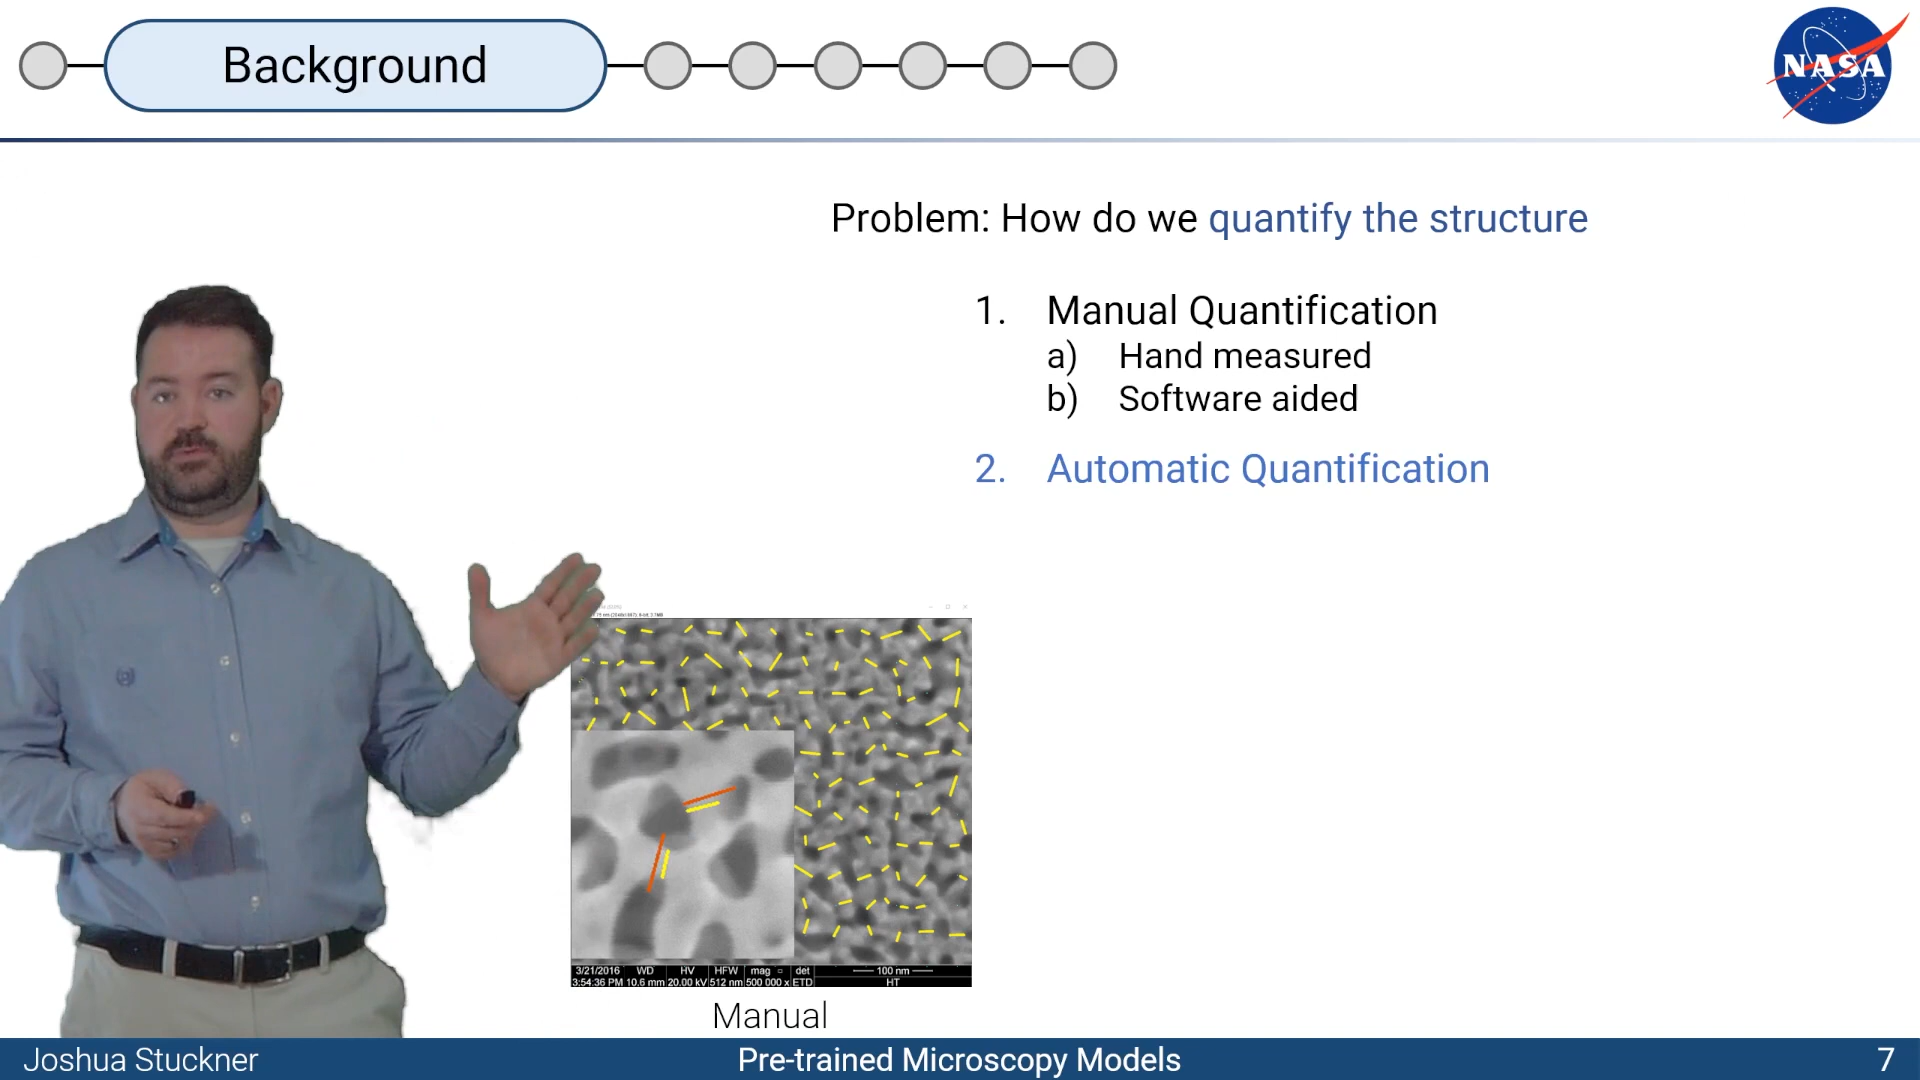 Background
NASA
Problem: How do we quantify the structure
1. Manual Quantification
a) Hand measured
b) Software aided
2. Automatic Quantification
3/21/2016 WD HV HFW mag det 100 nm
3:54:36 PM 10.6 mm 20.00 kV 512 nm 500 000 x ETD HT
Manual
Joshua Stuckner Pre-trained Microscopy Models 7